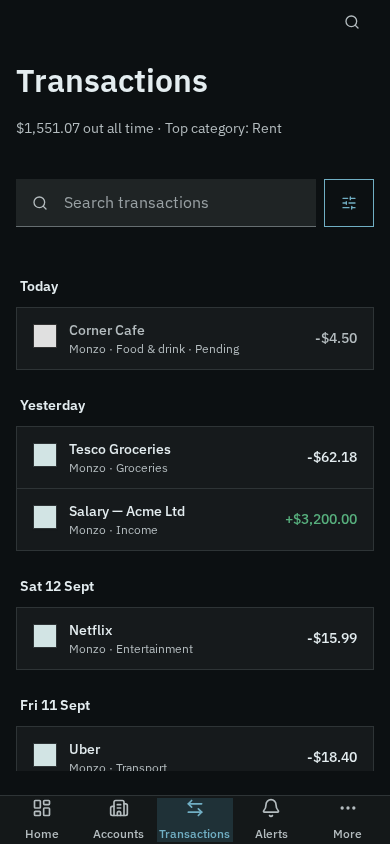 Transactions
$1,551.07 out all time · Top category: Rent
Search transactions
Today
Corner Cafe
-$4.50
Monzo · Food & drink · Pending
Yesterday
Tesco Groceries
-$62.18
Monzo · Groceries
Salary — Acme Ltd
+$3,200.00
Monzo · Income
Sat 12 Sept
Netflix
-$15.99
Monzo · Entertainment
Fri 11 Sept
Uber
-$18.40
Monzo · Transport
Home Accounts Transactions Alerts More